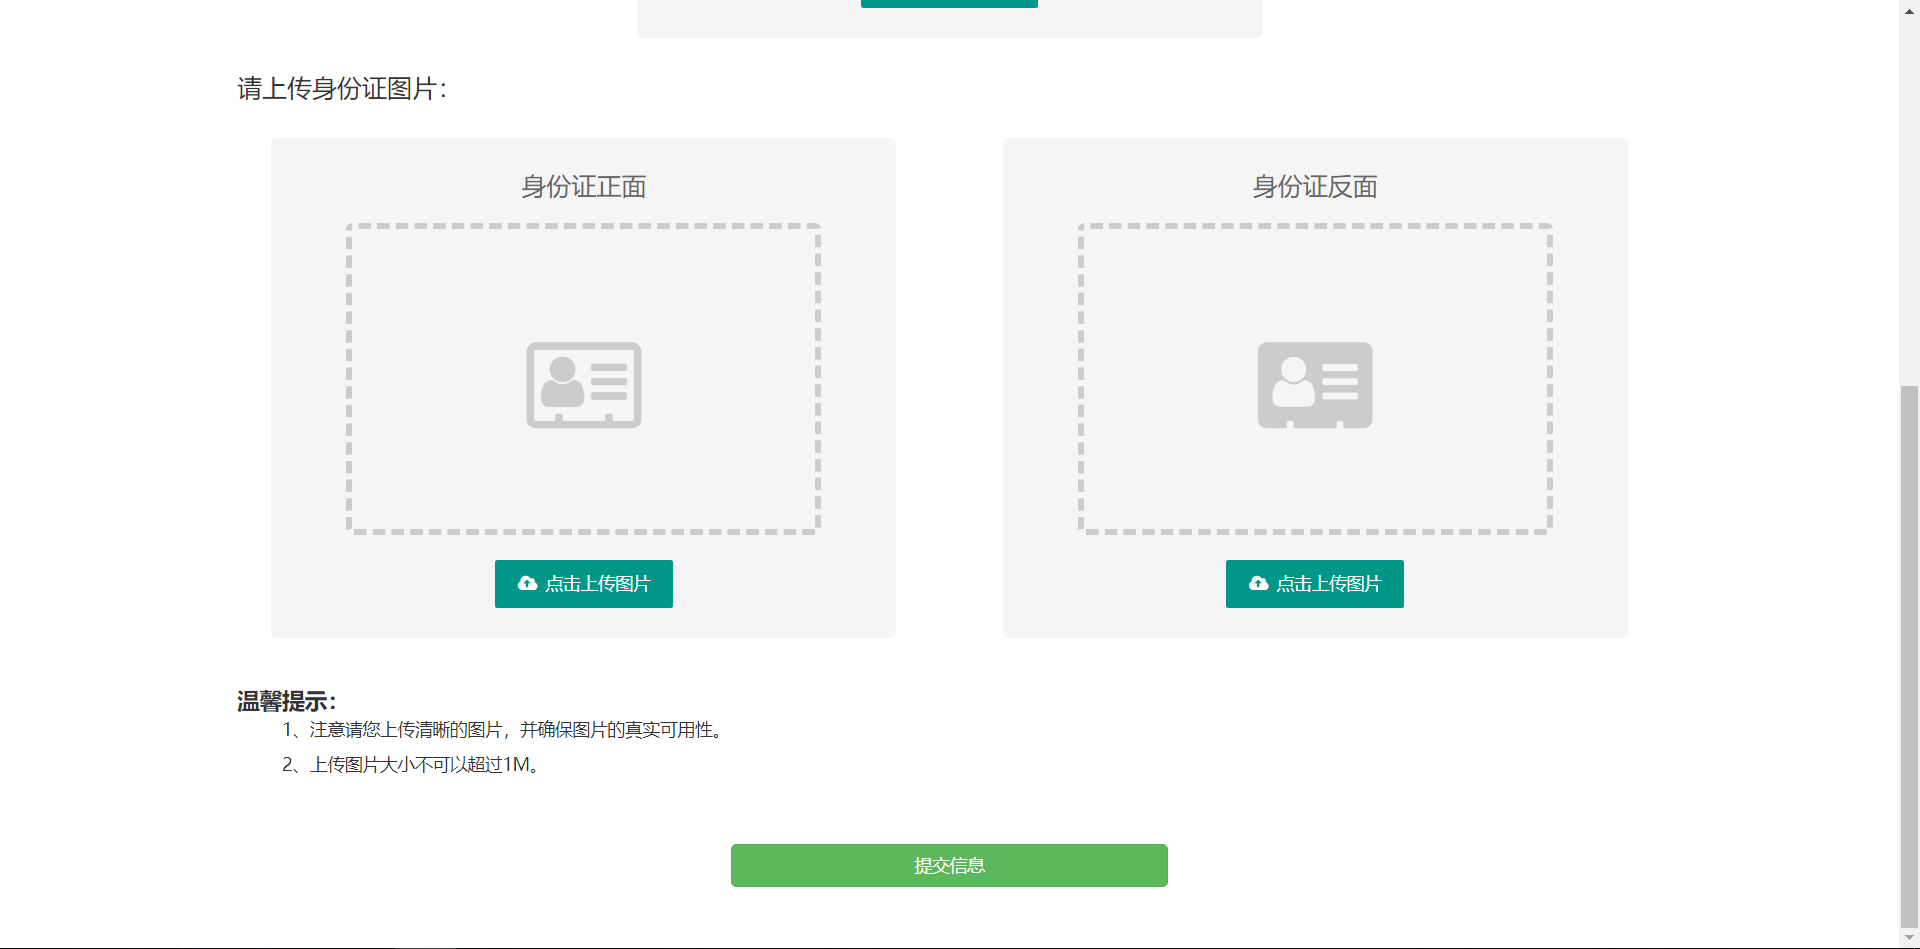 请上传身份证图片：
身份证正面
身份证反面
点击上传图片
点击上传图片
温馨提示：
1、注意请您上传清晰的图片，并确保图片的真实可用性。
2、上传图片大小不可以超过1M。
提交信息